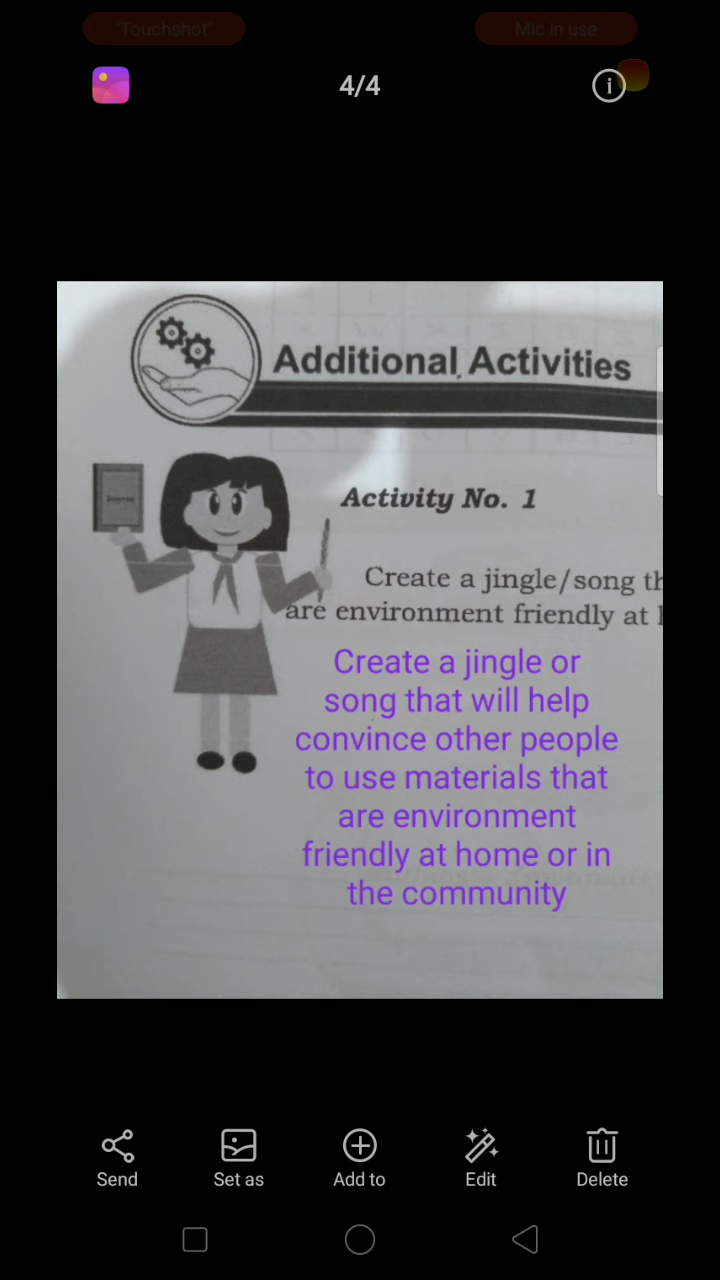 "Touchshot"
Mic in use
4/4
Additional Activities
Activity No. 1
Create a jingle/song th
are environment friendly at
Create a jingle or
song that will help
convince other people
to use materials that
are environment
friendly at home or in
the community
Send
Set as
Add to
Edit
Delete